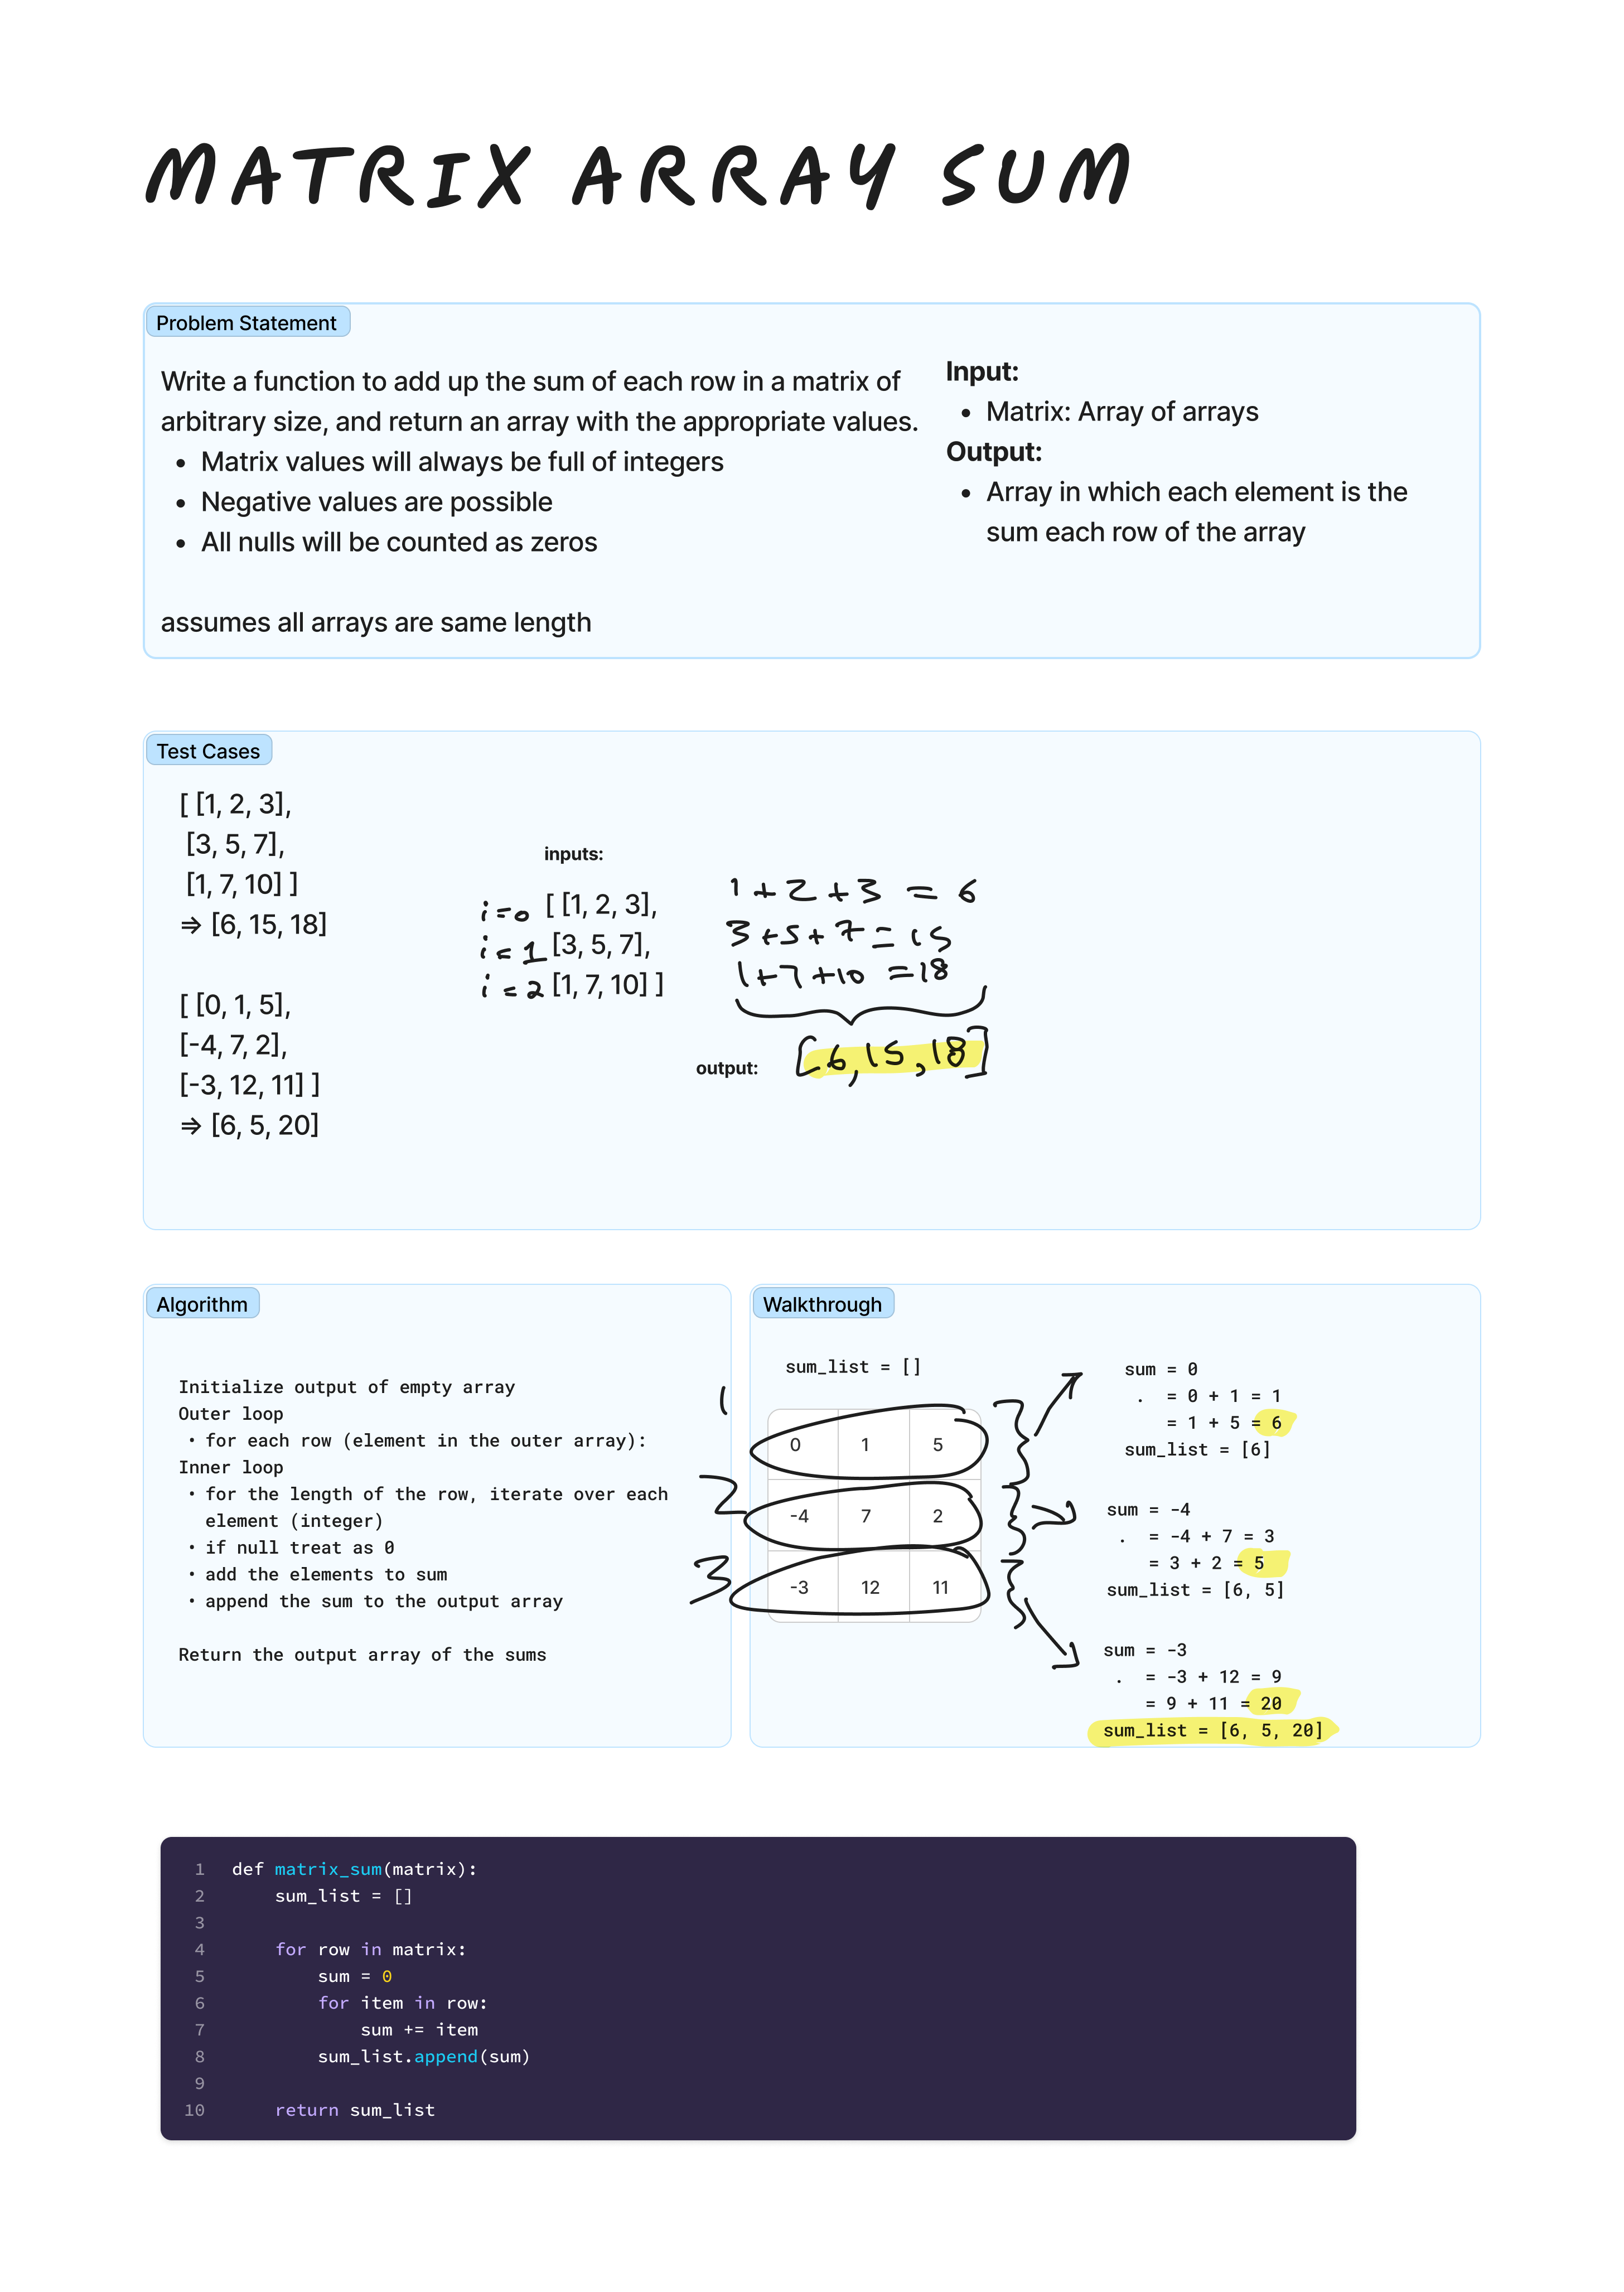 MATRIX ARRAY SUM
Problem Statement
Write a function to add up the sum of each row in a matrix of
arbitrary size, and return an array with the appropriate values.
• Matrix values will always be full of integers
• Negative values are possible
• All nulls will be counted as zeros
assumes all arrays are same length
Input:
• Matrix: Array of arrays
Output:
• Array in which each element is the
sum each row of the array
Test Cases
[ [1, 2, 3],
[3, 5, 7],
[1, 7, 10] ]
⇒ [6, 15, 18]
[ [0, 1, 5],
[-4, 7, 2],
[-3, 12, 11] ]
⇒ [6, 5, 20]
inputs:
i=0 [ [1, 2, 3],
i=1 [3, 5, 7],
i=2 [1, 7, 10] ]
1+2+3 = 6
3+5+7=15
1+7+10 =18
output: [6,15,18]
Algorithm
Initialize output of empty array
Outer loop
• for each row (element in the outer array):
Inner loop
• for the length of the row, iterate over each
element (integer)
• if null treat as 0
• add the elements to sum
• append the sum to the output array
Return the output array of the sums
Walkthrough
sum_list = []
1
0 1 5
2
-4 7 2
3
-3 12 11
sum = 0
. = 0 + 1 = 1
= 1 + 5 = 6
sum_list = [6]
sum = -4
. = -4 + 7 = 3
= 3 + 2 = 5
sum_list = [6, 5]
sum = -3
. = -3 + 12 = 9
= 9 + 11 = 20
sum_list = [6, 5, 20]
1 def matrix_sum(matrix):
2 sum_list = []
3
4 for row in matrix:
5 sum = 0
6 for item in row:
7 sum += item
8 sum_list.append(sum)
9
10 return sum_list